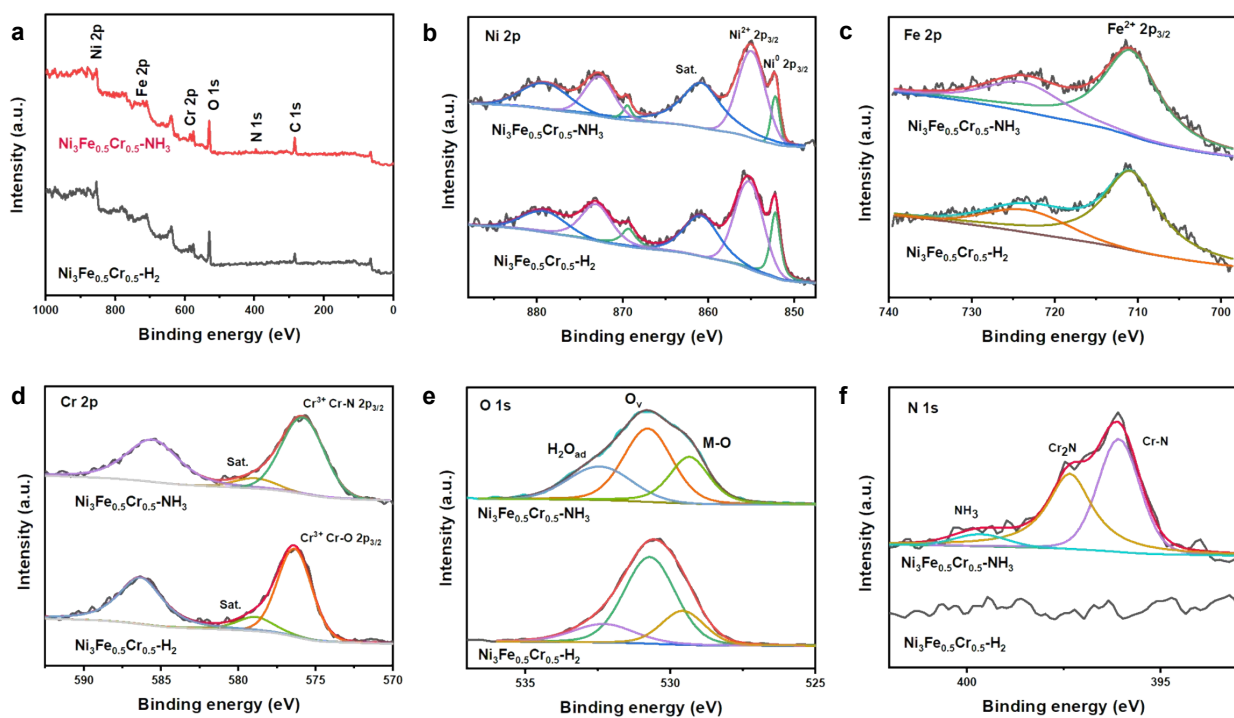 a
Ni 2p
Fe 2p
Cr 2p
O 1s
N 1s
C 1s
Ni₃Fe₀.₅Cr₀.₅-NH₃
Ni₃Fe₀.₅Cr₀.₅-H₂
Intensity (a.u.)
1000 800 600 400 200 0
Binding energy (eV)
b
Ni 2p
Ni²⁺ 2p₃/₂
Ni⁰ 2p₃/₂
Sat.
Ni₃Fe₀.₅Cr₀.₅-NH₃
Ni₃Fe₀.₅Cr₀.₅-H₂
Intensity (a.u.)
880 870 860 850
Binding energy (eV)
c
Fe 2p
Fe²⁺ 2p₃/₂
Ni₃Fe₀.₅Cr₀.₅-NH₃
Ni₃Fe₀.₅Cr₀.₅-H₂
Intensity (a.u.)
740 730 720 710 700
Binding energy (eV)
d
Cr 2p
Cr³⁺ Cr-N 2p₃/₂
Sat.
Ni₃Fe₀.₅Cr₀.₅-NH₃
Cr³⁺ Cr-O 2p₃/₂
Sat.
Ni₃Fe₀.₅Cr₀.₅-H₂
Intensity (a.u.)
590 585 580 575 570
Binding energy (eV)
e
O 1s
Oᵥ
M-O
H₂Oₐd
Ni₃Fe₀.₅Cr₀.₅-NH₃
Ni₃Fe₀.₅Cr₀.₅-H₂
Intensity (a.u.)
535 530 525
Binding energy (eV)
f
N 1s
Cr₂N
Cr-N
NH₃
Ni₃Fe₀.₅Cr₀.₅-NH₃
Ni₃Fe₀.₅Cr₀.₅-H₂
Intensity (a.u.)
400 395
Binding energy (eV)